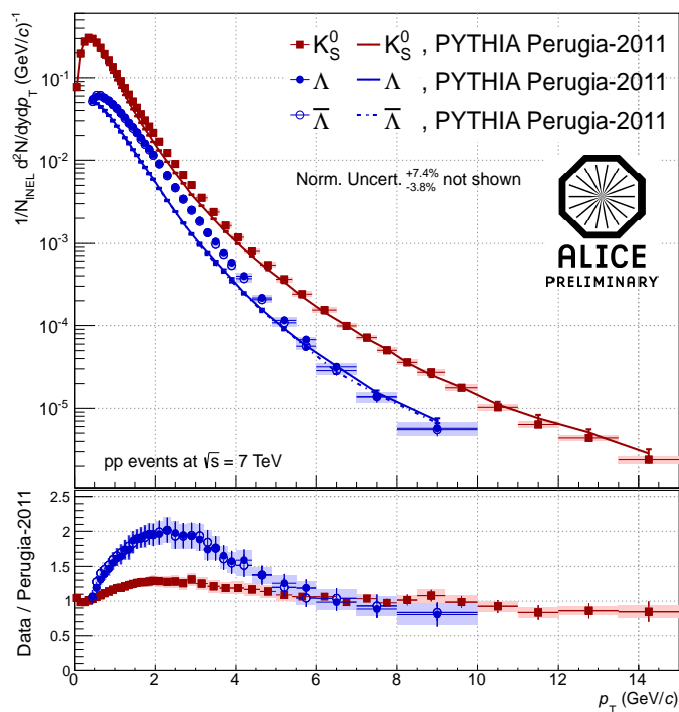 1/N_INEL d²N/dydp_T (GeV/c)⁻¹
10⁻¹
10⁻²
10⁻³
10⁻⁴
10⁻⁵
K⁰_S K⁰_S , PYTHIA Perugia-2011
Λ Λ , PYTHIA Perugia-2011
Λ̅ Λ̅ , PYTHIA Perugia-2011
Norm. Uncert. +7.4% -3.8% not shown
ALICE
PRELIMINARY
pp events at √s = 7 TeV
Data / Perugia-2011
2.5
2
1.5
1
0.5
0
0 2 4 6 8 10 12 14
p_T (GeV/c)